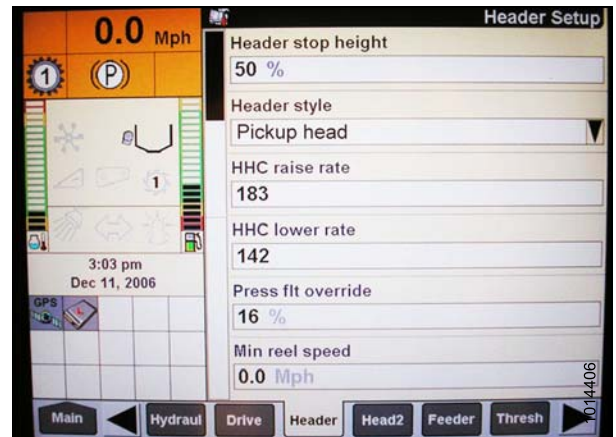 0.0 Mph
Header Setup
1
(P)
Header stop height
50 %
Header style
Pickup head
1
HHC raise rate
183
HHC lower rate
142
3:03 pm
Dec 11, 2006
GPS
Press flt override
16 %
Min reel speed
0.0 Mph
1014406
Main
Hydraul
Drive
Header
Head2
Feeder
Thresh